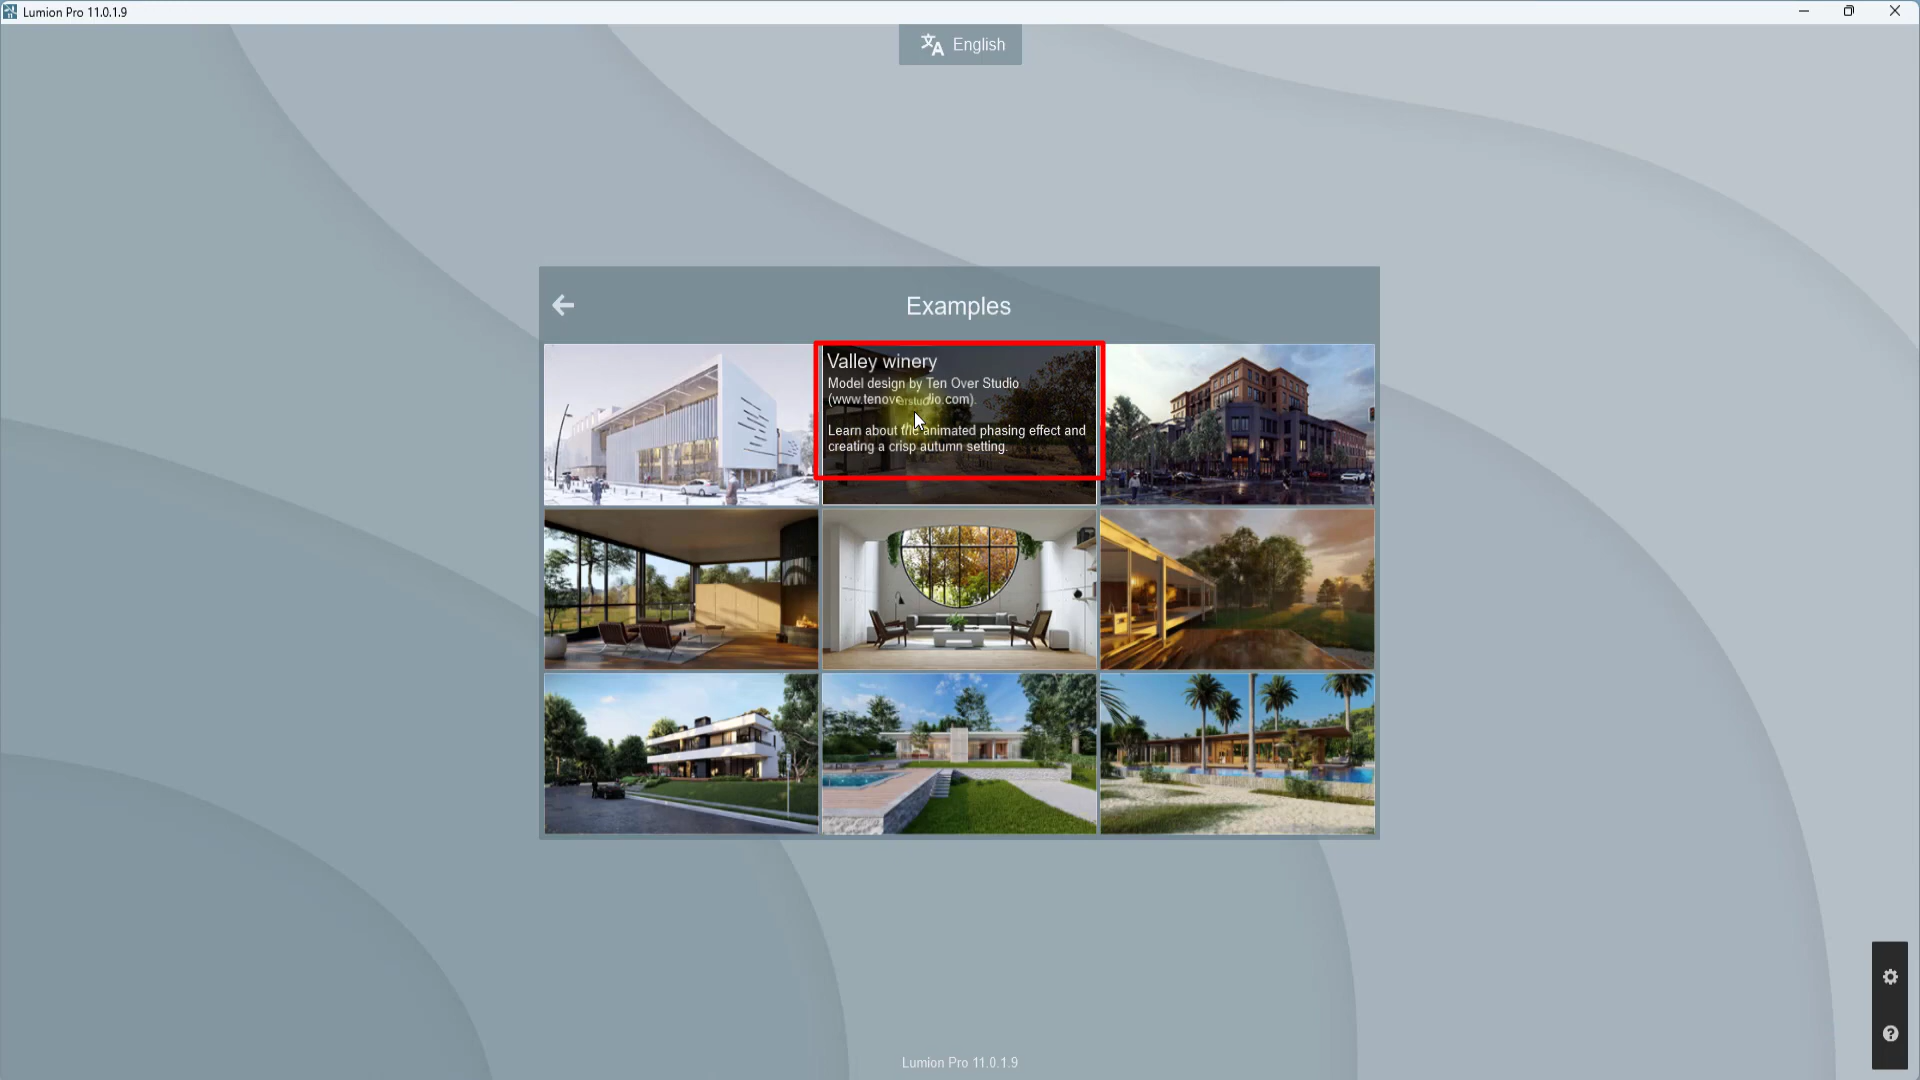 Lumion Pro 11.0.1.9
English
Examples
Valley winery
Model design by Ten Over Studio
(www.tenoverstudio.com).
Learn about the animated phasing effect and
creating a crisp autumn setting.
Lumion Pro 11.0.1.9